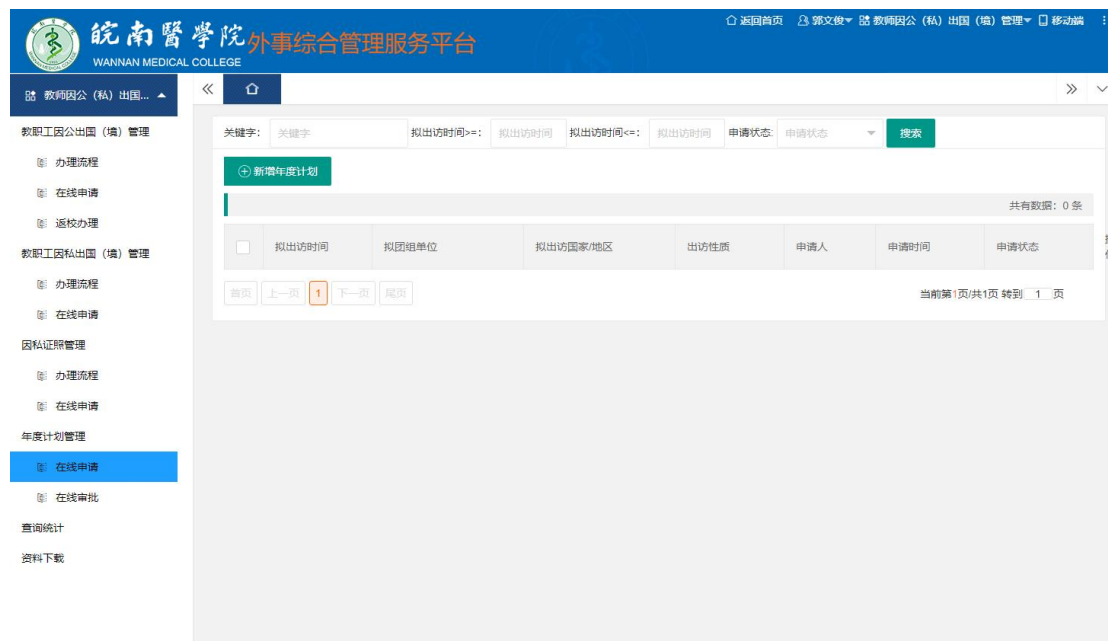 返回首页 郭文俊 教师因公（私）出国（境）管理 移动端
皖南醫學院 外事综合管理服务平台
WANNAN MEDICAL COLLEGE
教师因公（私）出国...
教职工因公出国（境）管理
办理流程
在线申请
返校办理
教职工因私出国（境）管理
办理流程
在线申请
因私证照管理
办理流程
在线申请
年度计划管理
在线申请
在线审批
查询统计
资料下载
关键字： 关键字 拟出访时间>=： 拟出访时间 拟出访时间<=： 拟出访时间 申请状态: 申请状态 搜索
新增年度计划
共有数据：0 条
拟出访时间 拟团组单位 拟出访国家/地区 出访性质 申请人 申请时间 申请状态
首页 上一页 1 下一页 尾页 当前第1页/共1页 转到 1 页